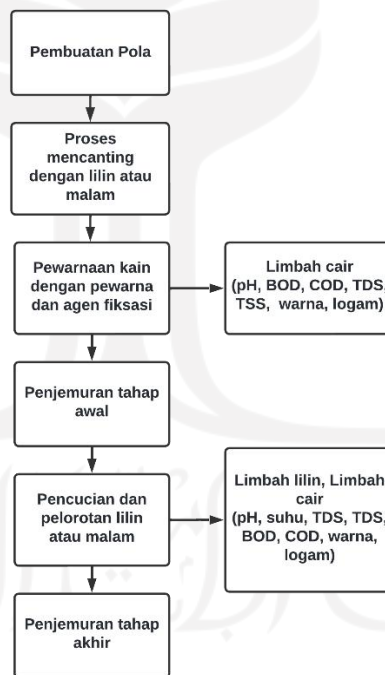 Pembuatan Pola
Proses
mencanting
dengan lilin atau
malam
Pewarnaan kain
dengan pewarna
dan agen fiksasi
Limbah cair
(pH, BOD, COD, TDS,
TSS, warna, logam)
Penjemuran tahap
awal
Pencucian dan
pelorotan lilin
atau malam
Limbah lilin, Limbah
cair
(pH, suhu, TDS, TDS,
BOD, COD, warna,
logam)
Penjemuran tahap
akhir